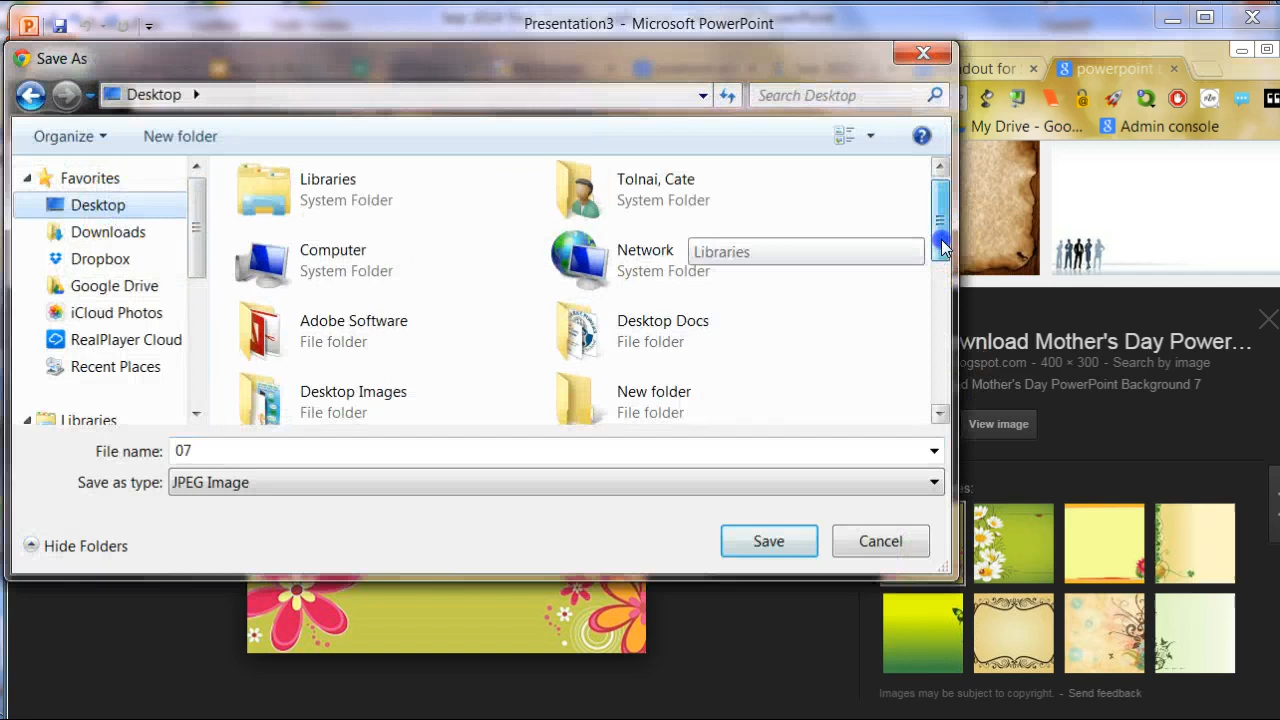 Presentation3 - Microsoft PowerPoint
Save As
Desktop
Search Desktop
Organize
New folder
Favorites
Desktop
Downloads
Dropbox
Google Drive
iCloud Photos
RealPlayer Cloud
Recent Places
Libraries
Libraries
System Folder
Tolnai, Cate
System Folder
Computer
System Folder
Network
System Folder
Libraries
Adobe Software
File folder
Desktop Docs
File folder
Desktop Images
File folder
New folder
File folder
File name: 07
Save as type: JPEG Image
Hide Folders
Save
Cancel
dout for
powerpoint
My Drive - Goo...
Admin console
wnload Mother's Day Power...
ogspot.com - 400 × 300 - Search by image
d Mother's Day PowerPoint Background 7
View image
es:
Images may be subject to copyright. - Send feedback